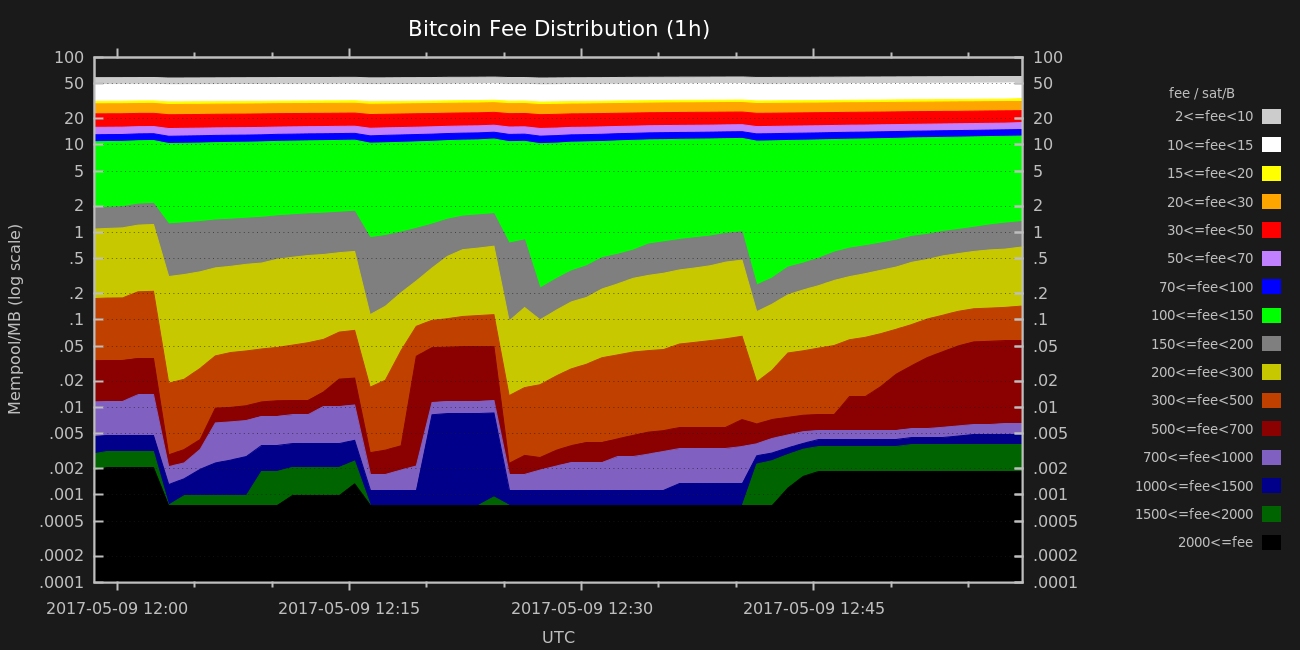 Bitcoin Fee Distribution (1h)
Mempool/MB (log scale)
100
50
20
10
5
2
1
.5
.2
.1
.05
.02
.01
.005
.002
.001
.0005
.0002
.0001
100
50
20
10
5
2
1
.5
.2
.1
.05
.02
.01
.005
.002
.001
.0005
.0002
.0001
2017-05-09 12:00 2017-05-09 12:15 2017-05-09 12:30 2017-05-09 12:45
UTC
fee / sat/B
2<=fee<10
10<=fee<15
15<=fee<20
20<=fee<30
30<=fee<50
50<=fee<70
70<=fee<100
100<=fee<150
150<=fee<200
200<=fee<300
300<=fee<500
500<=fee<700
700<=fee<1000
1000<=fee<1500
1500<=fee<2000
2000<=fee